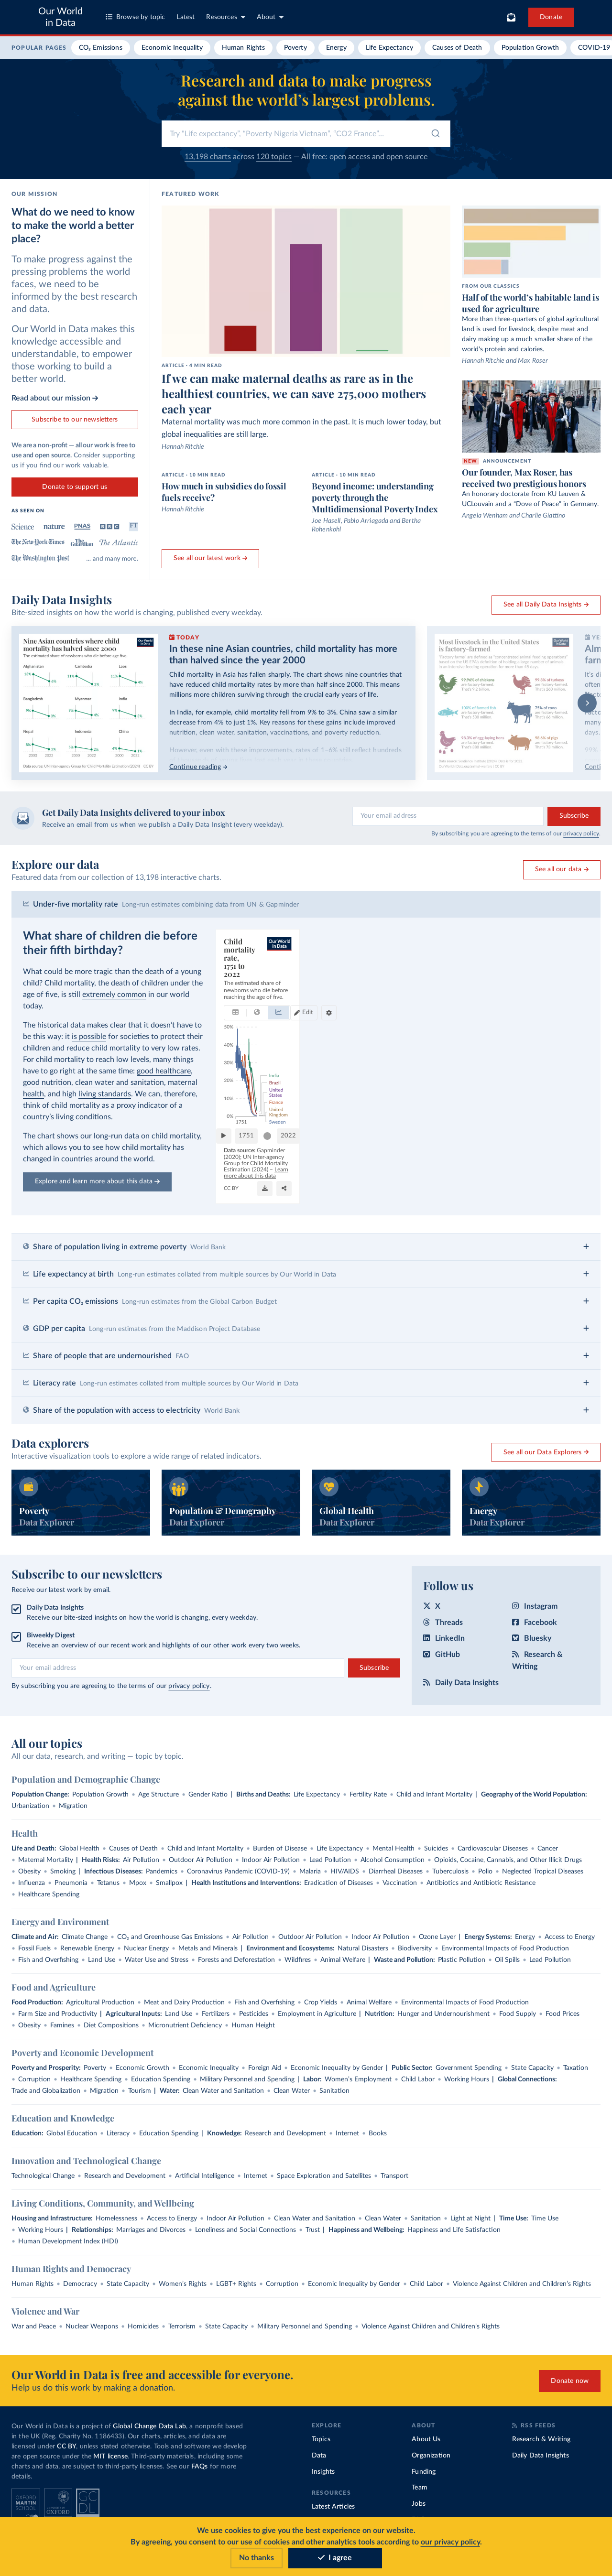 Our World
in Data
Browse by topic
Latest
Resources
About
Donate
POPULAR PAGES
CO₂ Emissions
Economic Inequality
Human Rights
Poverty
Energy
Life Expectancy
Causes of Death
Population Growth
COVID-19
Research and data to make progress
against the world's largest problems.
Try "Life expectancy", "Poverty Nigeria Vietnam", "CO2 France"...
13,198 charts across 120 topics — All free: open access and open source
OUR MISSION
What do we need to know
to make the world a better
place?
To make progress against the
pressing problems the world
faces, we need to be
informed by the best research
and data.
Our World in Data makes this
knowledge accessible and
understandable, to empower
those working to build a
better world.
Read about our mission →
Subscribe to our newsletters
We are a non-profit — all our work is free to
use and open source. Consider supporting
us if you find our work valuable.
Donate to support us
AS SEEN ON
Science
nature
PNAS
BBC
FT
The New York Times
The Guardian
The Atlantic
The Washington Post
... and many more.
FEATURED WORK
ARTICLE • 4 MIN READ
If we can make maternal deaths as rare as in the
healthiest countries, we can save 275,000 mothers
each year
Maternal mortality was much more common in the past. It is much lower today, but
global inequalities are still large.
Hannah Ritchie
ARTICLE • 10 MIN READ
How much in subsidies do fossil
fuels receive?
Hannah Ritchie
ARTICLE • 10 MIN READ
Beyond income: understanding
poverty through the
Multidimensional Poverty Index
Joe Hasell, Pablo Arriagada and Bertha
Rohenkohl
See all our latest work →
FROM OUR CLASSICS
Half of the world's habitable land is
used for agriculture
More than three-quarters of global agricultural
land is used for livestock, despite meat and
dairy making up a much smaller share of the
world's protein and calories.
Hannah Ritchie and Max Roser
NEW ANNOUNCEMENT
Our founder, Max Roser, has
received two prestigious honors
An honorary doctorate from KU Leuven &
UCLouvain and a "Dove of Peace" in Germany.
Angela Wenham and Charlie Giattino
Daily Data Insights
Bite-sized insights on how the world is changing, published every weekday.
See all Daily Data Insights →
Nine Asian countries where child
mortality has more than halved since 2000
The estimated share of newborns who die before
Afghanistan
Cambodia
Laos
Bangladesh
Myanmar
India
Nepal
2000
2023
CC BY
TODAY
In these nine Asian countries, child mortality has more
than halved since the year 2000
Child mortality in Asia has fallen sharply. The chart shows nine countries that
have reduced child mortality rates by more than half since 2000. This means
millions more children surviving through the crucial early years of life.
In India, for example, child mortality fell from 9% to 3%. China saw a similar
decrease from 4% to just 1%. Key reasons for these gains include improved
nutrition, clean water, sanitation, vaccinations, and poverty reduction.
However, even with these improvements, rates of 1–4% still reflect hundreds
Continue reading →
Most livestock in the United States
is factory-farmed
Get Daily Data Insights delivered to your inbox
Receive an email from us when we publish a Daily Data Insight (every weekday).
Your email address
Subscribe
By subscribing you are agreeing to the terms of our privacy policy.
Explore our data
Featured data from our collection of 13,198 interactive charts.
See all our data →
Under-five mortality rate Long-run estimates combining data from UN & Gapminder
What share of children die before
their fifth birthday?
What could be more tragic than the death of a young
child? Child mortality, the death of children under the
age of five, is still extremely common in our world
today.
The historical data makes clear that it doesn't have to
be this way: it is possible for societies to protect their
children and reduce child mortality to very low rates.
For child mortality to reach low levels, many things
have to go right at the same time: good healthcare,
good nutrition, clean water and sanitation, maternal
health, and high living standards. We can, therefore,
think of child mortality as a proxy indicator of a
country's living conditions.
The chart shows our long-run data on child mortality,
which allows you to see how child mortality has
changed in countries around the world.
Explore and learn more about this data →
Child
mortality
rate,
1751 to
2022
Our World
in Data
The estimated share of
newborns who die before
reaching the age of five.
Edit
50%
40%
30%
20%
10%
0%
1751
India
Brazil
United
States
France
United
Kingdom
Sweden
1751
2022
Data source: Gapminder
(2020); UN Inter-agency
Group for Child Mortality
Estimation (2024) – Learn
more about this data
CC BY
Share of population living in extreme poverty World Bank
Life expectancy at birth Long-run estimates collated from multiple sources by Our World in Data
Per capita CO₂ emissions Long-run estimates from the Global Carbon Budget
GDP per capita Long-run estimates from the Maddison Project Database
Share of people that are undernourished FAO
Literacy rate Long-run estimates collated from multiple sources by Our World in Data
Share of the population with access to electricity World Bank
Data explorers
Interactive visualization tools to explore a wide range of related indicators.
See all our Data Explorers →
Poverty
Data Explorer
Population & Demography
Data Explorer
Global Health
Data Explorer
Energy
Data Explorer
Subscribe to our newsletters
Receive our latest work by email.
Daily Data Insights
Receive our bite-sized insights on how the world is changing, every weekday.
Biweekly Digest
Receive an overview of our recent work and highlights of our other work every two weeks.
Your email address
Subscribe
By subscribing you are agreeing to the terms of our privacy policy.
Follow us
X
Instagram
Threads
Facebook
LinkedIn
Bluesky
GitHub
Research &
Writing
Daily Data Insights
All our topics
All our data, research, and writing — topic by topic.
Population and Demographic Change
Population Change: Population Growth • Age Structure • Gender Ratio | Births and Deaths: Life Expectancy • Fertility Rate • Child and Infant Mortality | Geography of the World Population:
Urbanization • Migration
Health
Life and Death: Global Health • Causes of Death • Child and Infant Mortality • Burden of Disease • Life Expectancy • Mental Health • Suicides • Cardiovascular Diseases • Cancer
• Maternal Mortality | Health Risks: Air Pollution • Outdoor Air Pollution • Indoor Air Pollution • Lead Pollution • Alcohol Consumption • Opioids, Cocaine, Cannabis, and Other Illicit Drugs
• Obesity • Smoking | Infectious Diseases: Pandemics • Coronavirus Pandemic (COVID-19) • Malaria • HIV/AIDS • Diarrheal Diseases • Tuberculosis • Polio • Neglected Tropical Diseases
• Influenza • Pneumonia • Tetanus • Mpox • Smallpox | Health Institutions and Interventions: Eradication of Diseases • Vaccination • Antibiotics and Antibiotic Resistance
• Healthcare Spending
Energy and Environment
Climate and Air: Climate Change • CO₂ and Greenhouse Gas Emissions • Air Pollution • Outdoor Air Pollution • Indoor Air Pollution • Ozone Layer | Energy Systems: Energy • Access to Energy
• Fossil Fuels • Renewable Energy • Nuclear Energy • Metals and Minerals | Environment and Ecosystems: Natural Disasters • Biodiversity • Environmental Impacts of Food Production
• Fish and Overfishing • Land Use • Water Use and Stress • Forests and Deforestation • Wildfires • Animal Welfare | Waste and Pollution: Plastic Pollution • Oil Spills • Lead Pollution
Food and Agriculture
Food Production: Agricultural Production • Meat and Dairy Production • Fish and Overfishing • Crop Yields • Animal Welfare • Environmental Impacts of Food Production
• Farm Size and Productivity | Agricultural Inputs: Land Use • Fertilizers • Pesticides • Employment in Agriculture | Nutrition: Hunger and Undernourishment • Food Supply • Food Prices
• Obesity • Famines • Diet Compositions • Micronutrient Deficiency • Human Height
Poverty and Economic Development
Poverty and Prosperity: Poverty • Economic Growth • Economic Inequality • Foreign Aid • Economic Inequality by Gender | Public Sector: Government Spending • State Capacity • Taxation
• Corruption • Healthcare Spending • Education Spending • Military Personnel and Spending | Labor: Women's Employment • Child Labor • Working Hours | Global Connections:
Trade and Globalization • Migration • Tourism | Water: Clean Water and Sanitation • Clean Water • Sanitation
Education and Knowledge
Education: Global Education • Literacy • Education Spending | Knowledge: Research and Development • Internet • Books
Innovation and Technological Change
Technological Change • Research and Development • Artificial Intelligence • Internet • Space Exploration and Satellites • Transport
Living Conditions, Community, and Wellbeing
Housing and Infrastructure: Homelessness • Access to Energy • Indoor Air Pollution • Clean Water and Sanitation • Clean Water • Sanitation • Light at Night | Time Use: Time Use
• Working Hours | Relationships: Marriages and Divorces • Loneliness and Social Connections • Trust | Happiness and Wellbeing: Happiness and Life Satisfaction
• Human Development Index (HDI)
Human Rights and Democracy
Human Rights • Democracy • State Capacity • Women's Rights • LGBT+ Rights • Corruption • Economic Inequality by Gender • Child Labor • Violence Against Children and Children's Rights
Violence and War
War and Peace • Nuclear Weapons • Homicides • Terrorism • State Capacity • Military Personnel and Spending • Violence Against Children and Children's Rights
Our World in Data is free and accessible for everyone.
Help us do this work by making a donation.
Donate now
Our World in Data is a project of Global Change Data Lab, a nonprofit based
in the UK (Reg. Charity No. 1186433). Our charts, articles, and data are
licensed under CC BY, unless stated otherwise. Tools and software we develop
are open source under the MIT license. Third-party materials, including some
charts and data, are subject to third-party licenses. See our FAQs for more
details.
OXFORD
MARTIN
SCHOOL
UNIVERSITY OF
OXFORD
GC
DL
EXPLORE
Topics
Data
Insights
RESOURCES
Latest Articles
ABOUT
About Us
Organization
Funding
Team
Jobs
RSS FEEDS
Research & Writing
Daily Data Insights
We use cookies to give you the best experience on our website.
By agreeing, you consent to our use of cookies and other analytics tools according to our privacy policy.
No thanks
I agree